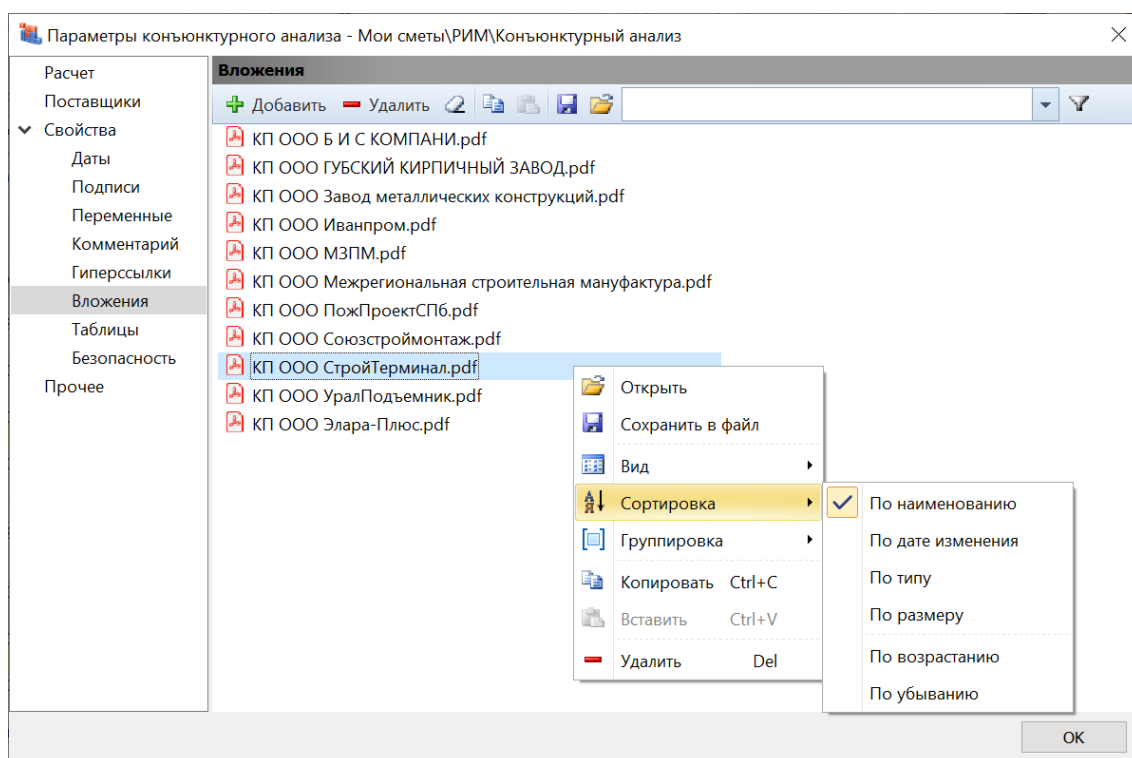 Параметры конъюнктурного анализа - Мои сметы\РИМ\Конъюнктурный анализ
Расчет
Поставщики
Свойства
Даты
Подписи
Переменные
Комментарий
Гиперссылки
Вложения
Таблицы
Безопасность
Прочее
Вложения
Добавить Удалить
КП ООО Б И С КОМПАНИ.pdf
КП ООО ГУБСКИЙ КИРПИЧНЫЙ ЗАВОД.pdf
КП ООО Завод металлических конструкций.pdf
КП ООО Иванпром.pdf
КП ООО МЗПМ.pdf
КП ООО Межрегиональная строительная мануфактура.pdf
КП ООО ПожПроектСПб.pdf
КП ООО Союзстроймонтаж.pdf
КП ООО СтройТерминал.pdf
КП ООО УралПодъемник.pdf
КП ООО Элара-Плюс.pdf
Открыть
Сохранить в файл
Вид
Сортировка
Группировка
Копировать Ctrl+C
Вставить Ctrl+V
Удалить Del
По наименованию
По дате изменения
По типу
По размеру
По возрастанию
По убыванию
ОК